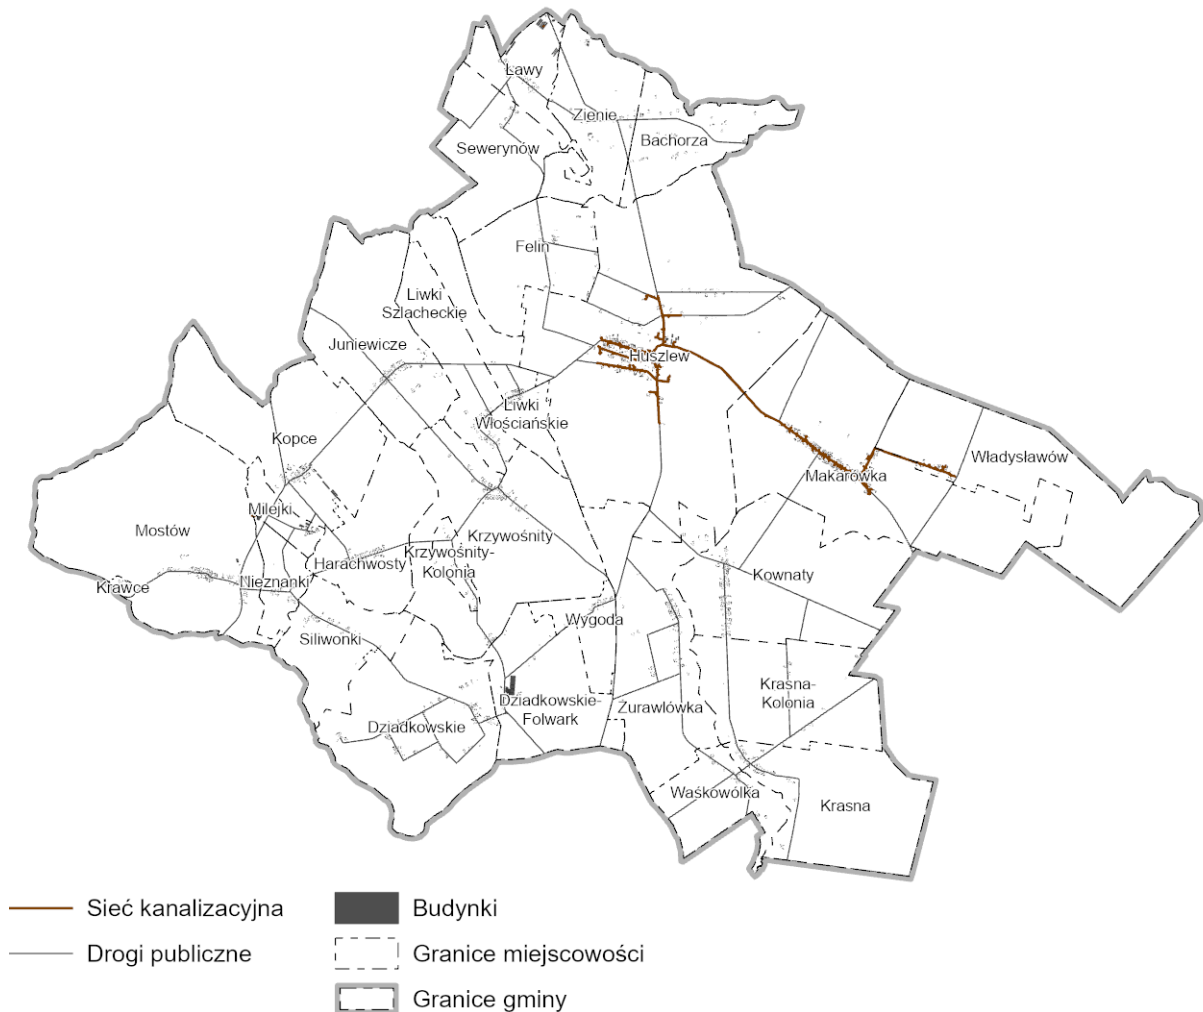 Ławy
Zienie
Bachorza
Sewerynów
Felin
Liwki
Szlacheckie
Juniewicze
Huszlew
Liwki
Włościańskie
Kopce
Władysławów
Makarówka
Milejki
Mostów
Krzywośnity
Harachwosty
Krzywośnity-
Kolonia
Kownaty
Krawce
Nieznanki
Wygoda
Siliwonki
Krasna-
Kolonia
Dziadkowskie-
Folwark
Żurawlówka
Dziadkowskie
Waśkowólka
Krasna
Sieć kanalizacyjna
Budynki
Drogi publiczne
Granice miejscowości
Granice gminy